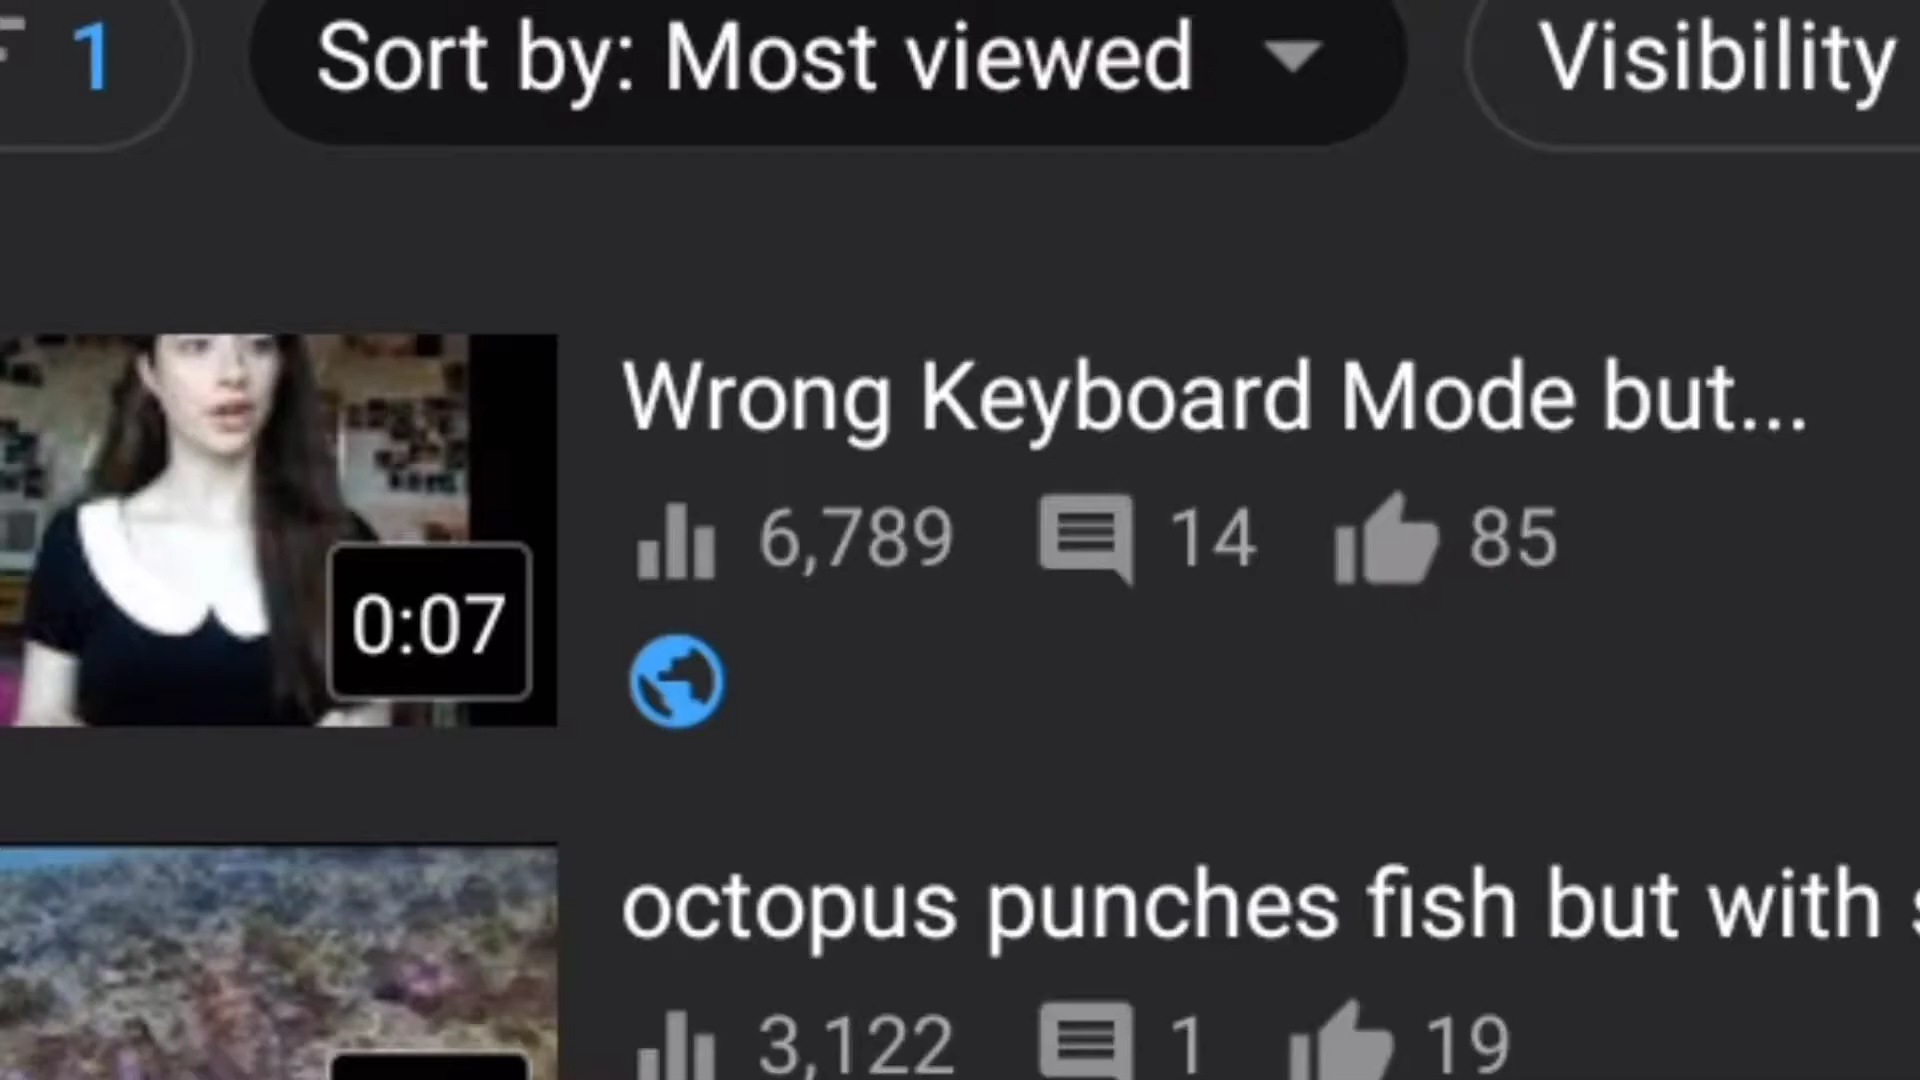 1 Sort by: Most viewed Visibility
Wrong Keyboard Mode but...
6,789 14 85
0:07
octopus punches fish but with
3,122 1 19